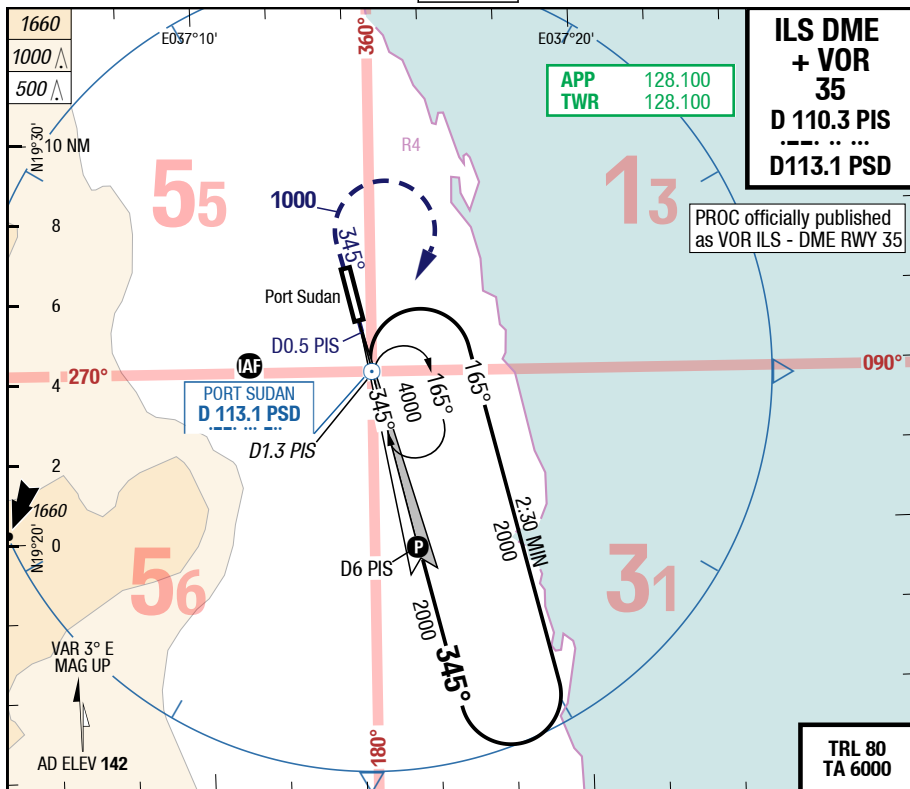 1660
1000
500
E037°10'
360°
E037°20'
ILS DME
+ VOR
35
D 110.3 PIS
D113.1 PSD
APP 128.100
TWR 128.100
N19°30'
10 NM
R4
55
13
1000
PROC officially published
as VOR ILS - DME RWY 35
8
345°
6
Port Sudan
D0.5 PIS
IAF
270°
090°
4
PORT SUDAN
D 113.1 PSD
165°
165°
4000
345°
D1.3 PIS
2
1660
2:30 MIN
2000
N19°20'
0
P
D6 PIS
56
31
2000
345°
VAR 3° E
MAG UP
180°
AD ELEV 142
TRL 80
TA 6000